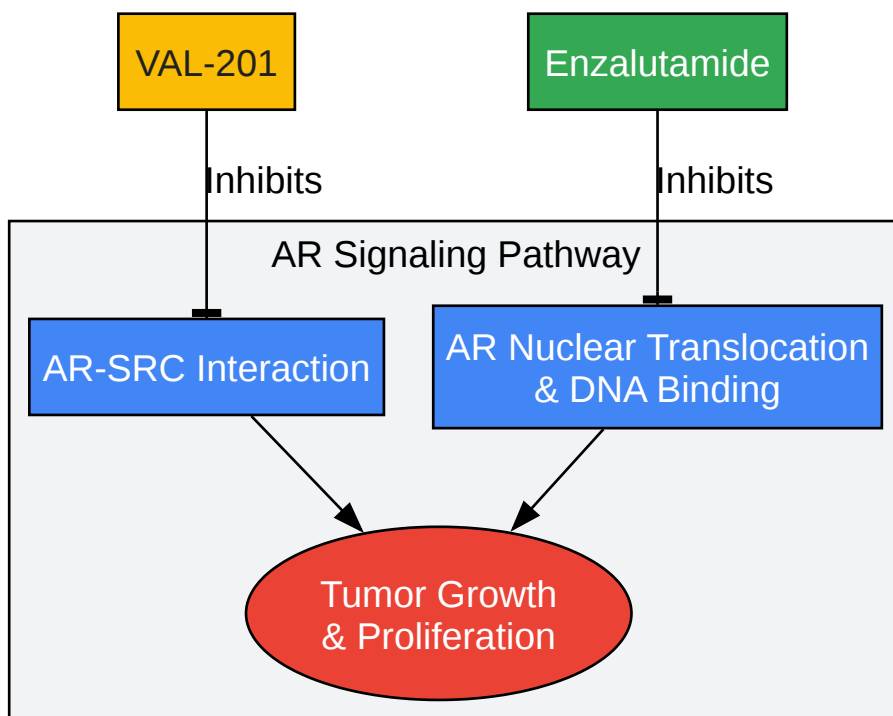 VAL-201
Enzalutamide
Inhibits
Inhibits
AR Signaling Pathway
AR-SRC Interaction
AR Nuclear Translocation
& DNA Binding
Tumor Growth
& Proliferation